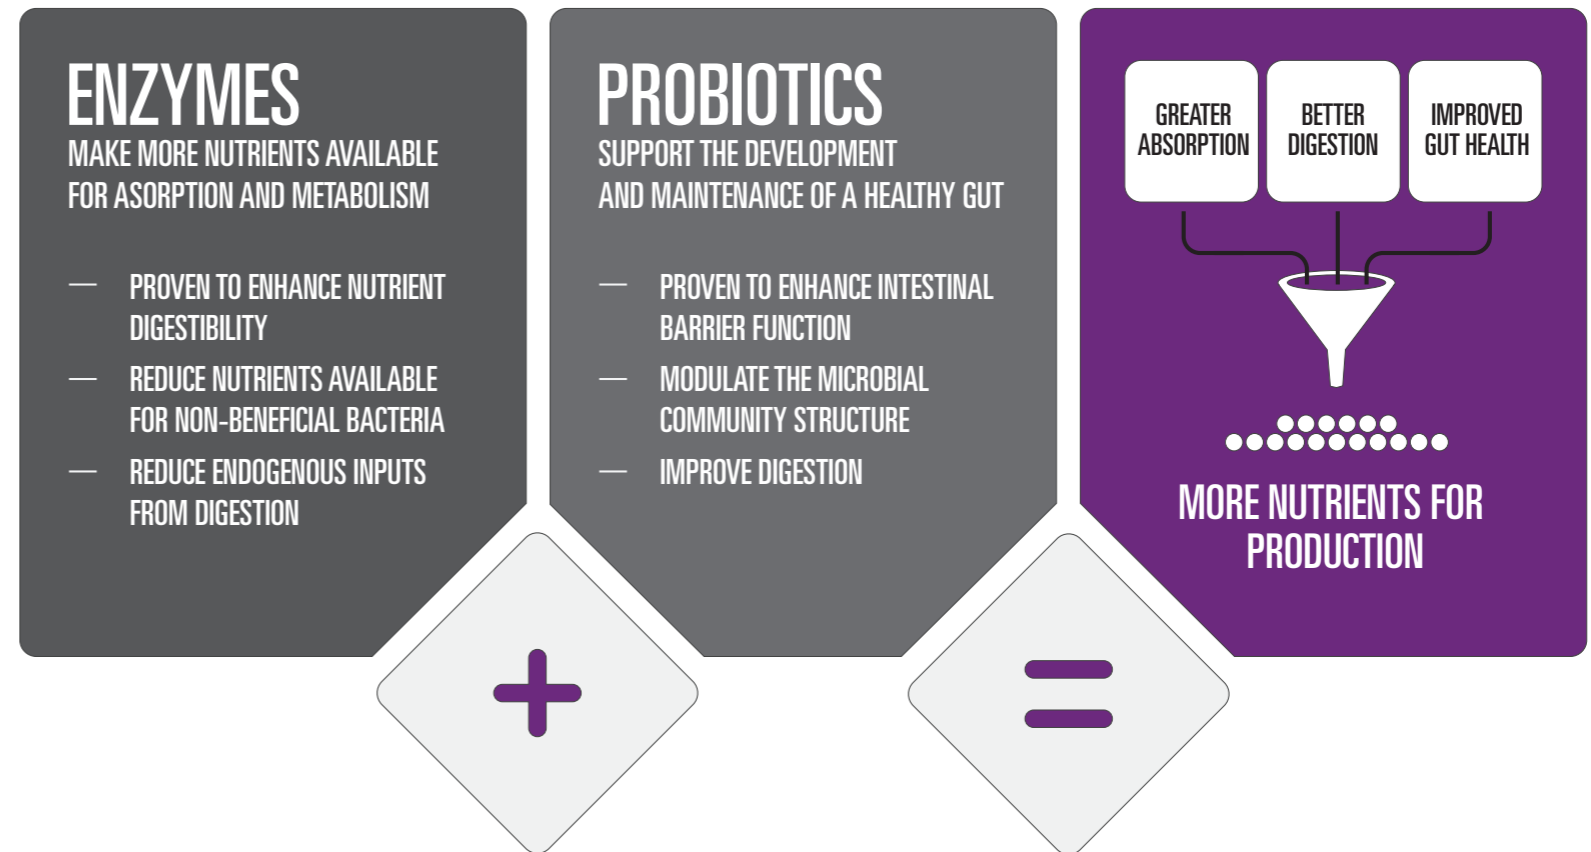 ENZYMES
MAKE MORE NUTRIENTS AVAILABLE
FOR ASORPTION AND METABOLISM
— PROVEN TO ENHANCE NUTRIENT
DIGESTIBILITY
— REDUCE NUTRIENTS AVAILABLE
FOR NON-BENEFICIAL BACTERIA
— REDUCE ENDOGENOUS INPUTS
FROM DIGESTION
+
PROBIOTICS
SUPPORT THE DEVELOPMENT
AND MAINTENANCE OF A HEALTHY GUT
— PROVEN TO ENHANCE INTESTINAL
BARRIER FUNCTION
— MODULATE THE MICROBIAL
COMMUNITY STRUCTURE
— IMPROVE DIGESTION
=
GREATER
ABSORPTION
BETTER
DIGESTION
IMPROVED
GUT HEALTH
MORE NUTRIENTS FOR
PRODUCTION